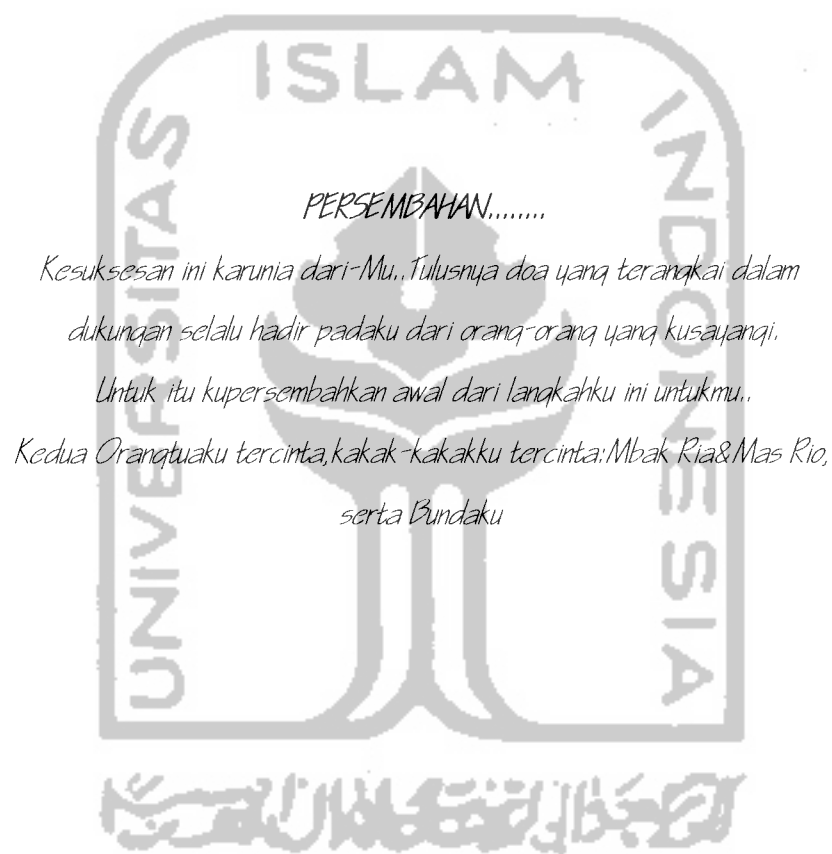 ISLAM
UNIVERSITAS
INDONESIA
PERSEMBAHAN........
Kesuksesan ini karunia dari-Mu..Tulusnya doa yang terangkai dalam
dukungan selalu hadir padaku dari orang-orang yang kusayangi.
Untuk itu kupersembahkan awal dari langkahku ini untukmu..
Kedua Orangtuaku tercinta,kakak-kakakku tercinta:Mbak Ria&Mas Rio,
serta Bundaku